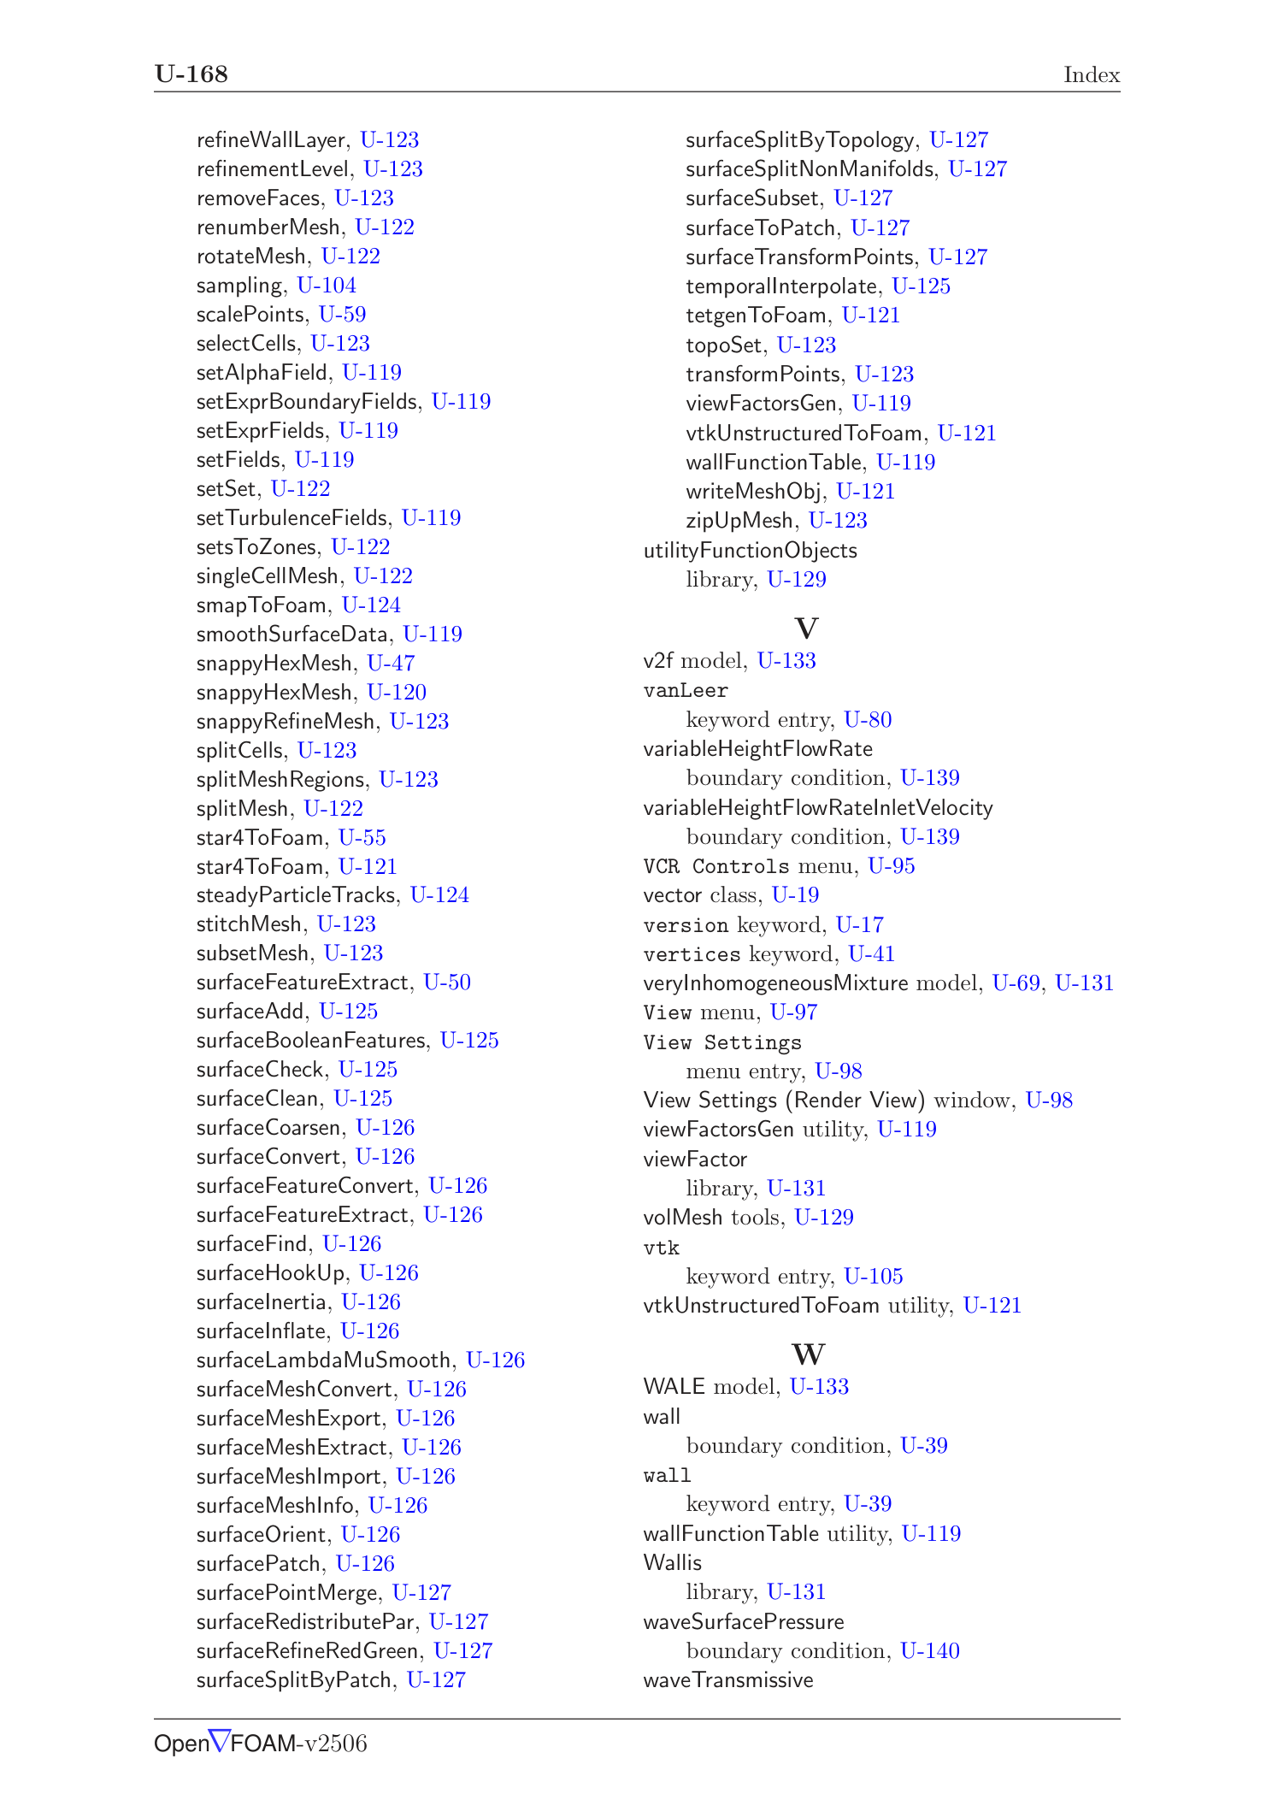 U-168 Index
refineWallLayer, U-123
refinementLevel, U-123
removeFaces, U-123
renumberMesh, U-122
rotateMesh, U-122
sampling, U-104
scalePoints, U-59
selectCells, U-123
setAlphaField, U-119
setExprBoundaryFields, U-119
setExprFields, U-119
setFields, U-119
setSet, U-122
setTurbulenceFields, U-119
setsToZones, U-122
singleCellMesh, U-122
smapToFoam, U-124
smoothSurfaceData, U-119
snappyHexMesh, U-47
snappyHexMesh, U-120
snappyRefineMesh, U-123
splitCells, U-123
splitMeshRegions, U-123
splitMesh, U-122
star4ToFoam, U-55
star4ToFoam, U-121
steadyParticleTracks, U-124
stitchMesh, U-123
subsetMesh, U-123
surfaceFeatureExtract, U-50
surfaceAdd, U-125
surfaceBooleanFeatures, U-125
surfaceCheck, U-125
surfaceClean, U-125
surfaceCoarsen, U-126
surfaceConvert, U-126
surfaceFeatureConvert, U-126
surfaceFeatureExtract, U-126
surfaceFind, U-126
surfaceHookUp, U-126
surfaceInertia, U-126
surfaceInflate, U-126
surfaceLambdaMuSmooth, U-126
surfaceMeshConvert, U-126
surfaceMeshExport, U-126
surfaceMeshExtract, U-126
surfaceMeshImport, U-126
surfaceMeshInfo, U-126
surfaceOrient, U-126
surfacePatch, U-126
surfacePointMerge, U-127
surfaceRedistributePar, U-127
surfaceRefineRedGreen, U-127
surfaceSplitByPatch, U-127
surfaceSplitByTopology, U-127
surfaceSplitNonManifolds, U-127
surfaceSubset, U-127
surfaceToPatch, U-127
surfaceTransformPoints, U-127
temporalInterpolate, U-125
tetgenToFoam, U-121
topoSet, U-123
transformPoints, U-123
viewFactorsGen, U-119
vtkUnstructuredToFoam, U-121
wallFunctionTable, U-119
writeMeshObj, U-121
zipUpMesh, U-123
utilityFunctionObjects
library, U-129
V
v2f model, U-133
vanLeer
keyword entry, U-80
variableHeightFlowRate
boundary condition, U-139
variableHeightFlowRateInletVelocity
boundary condition, U-139
VCR Controls menu, U-95
vector class, U-19
version keyword, U-17
vertices keyword, U-41
veryInhomogeneousMixture model, U-69, U-131
View menu, U-97
View Settings
menu entry, U-98
View Settings (Render View) window, U-98
viewFactorsGen utility, U-119
viewFactor
library, U-131
volMesh tools, U-129
vtk
keyword entry, U-105
vtkUnstructuredToFoam utility, U-121
W
WALE model, U-133
wall
boundary condition, U-39
wall
keyword entry, U-39
wallFunctionTable utility, U-119
Wallis
library, U-131
waveSurfacePressure
boundary condition, U-140
waveTransmissive
Open∇FOAM-v2506